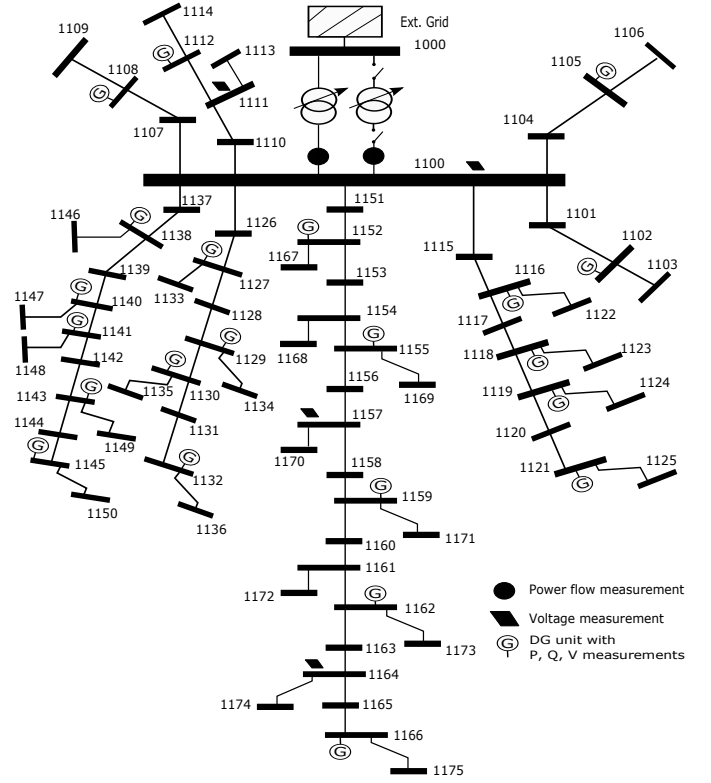 1114
1109
Ext. Grid
1000
1106
1112
G
1113
1105
G
1108
G
1111
1107
1110
1104
1100
1137
1151
1101
1146
G
1138
1126
G
1152
1167
1115
1102
G
1103
1139
G
1127
1133
1153
1116
G
1122
1147
G
1140
1128
1154
1117
G
1141
1148
G
1129
1168
G
1155
1118
G
1123
1142
G
1130
1135
1134
1156
1169
1119
G
1124
1143
G
1131
1157
1144
1149
1170
1120
G
1145
G
1132
1158
1121
G
1125
1150
1136
G
1159
1171
1160
1161
1172
G
1162
1173
1163
1164
1174
1165
1166
G
1175
Power flow measurement
Voltage measurement
G
DG unit with
P, Q, V measurements